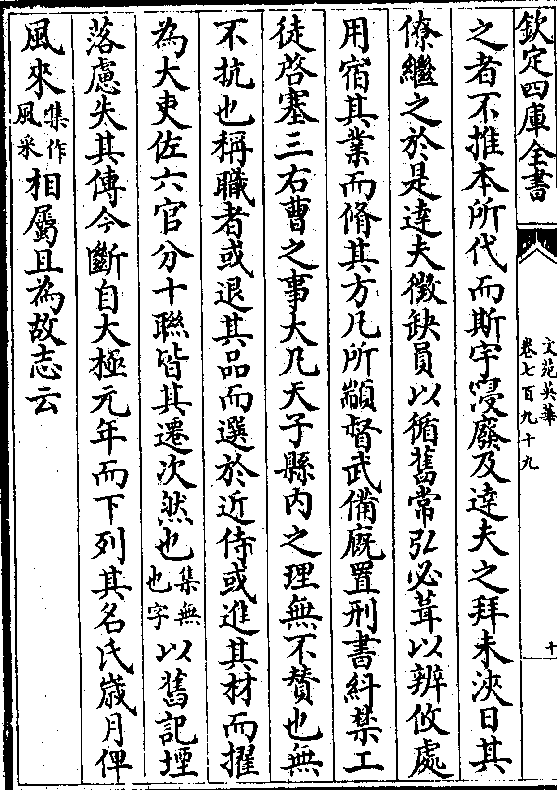 欽定四庫全書
文苑英華
卷七百九十九
十
之者不推本所代而斯宇寖廢及達夫之拜未浹日其
僚繼之於是達夫徵缺員以循舊常弘必葺以辨攸處
用宿其業而脩其方凡所顓督武備廐置刑書糾禁工
徒啓塞三右曹之事大凡天子縣内之理無不贊也無
不抗也稱職者或退其品而選於近侍或進其材而擢
為大吏佐六官分十聯皆其遷次然也集無也字以舊記堙
落慮失其傳今斷自大極元年而下列其名氏歲月俾
風來集作風采相屬且為故志云